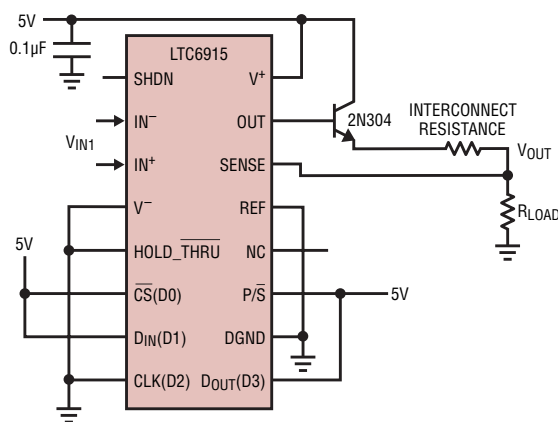 5V
0.1µF
LTC6915
SHDN
V+
IN–
OUT
2N304
INTERCONNECT
RESISTANCE
VIN1
VOUT
IN+
SENSE
V–
REF
RLOAD
5V
HOLD_THRU
NC
CS(D0)
P/S
5V
DIN(D1)
DGND
CLK(D2)
DOUT(D3)